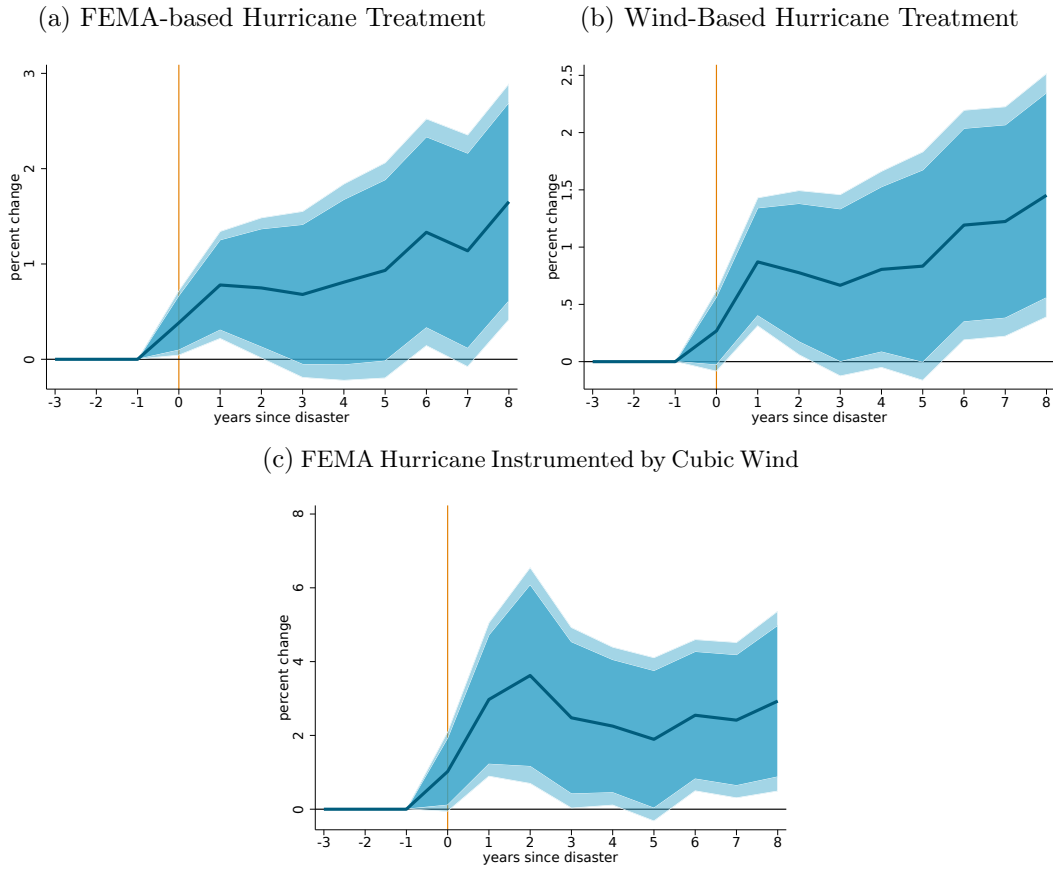 (a) FEMA-based Hurricane Treatment
percent change
0 1 2 3
-3 -2 -1 0 1 2 3 4 5 6 7 8
years since disaster
(b) Wind-Based Hurricane Treatment
percent change
0 .5 1 1.5 2 2.5
-3 -2 -1 0 1 2 3 4 5 6 7 8
years since disaster
(c) FEMA Hurricane Instrumented by Cubic Wind
percent change
0 2 4 6 8
-3 -2 -1 0 1 2 3 4 5 6 7 8
years since disaster